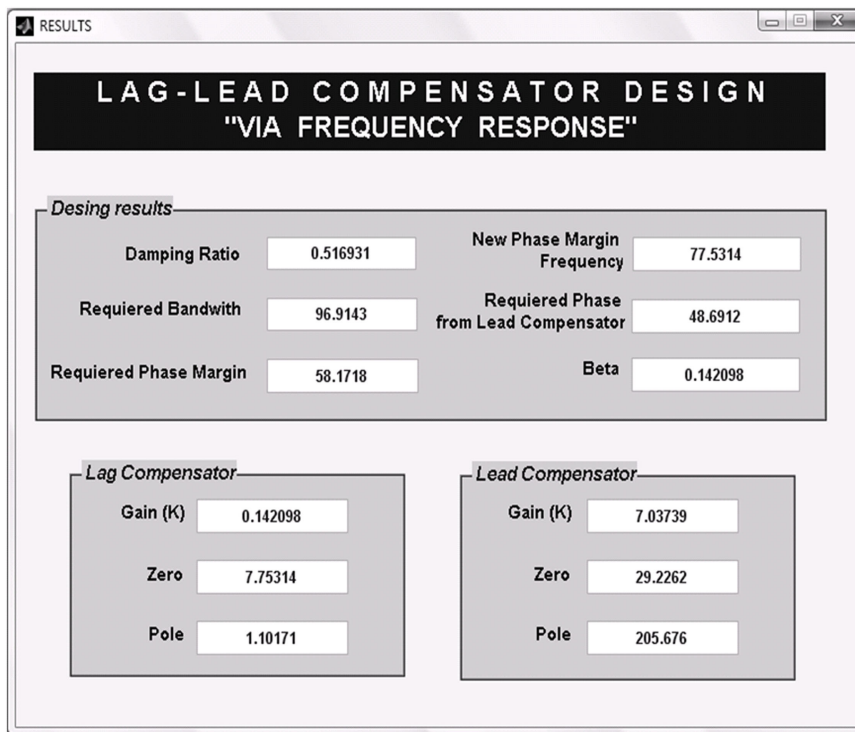 RESULTS
LAG-LEAD COMPENSATOR DESIGN
"VIA FREQUENCY RESPONSE"
Desing results
Damping Ratio 0.516931
Requiered Bandwith 96.9143
Requiered Phase Margin 58.1718
New Phase Margin
Frequency 77.5314
Requiered Phase
from Lead Compensator 48.6912
Beta 0.142098
Lag Compensator
Gain (K) 0.142098
Zero 7.75314
Pole 1.10171
Lead Compensator
Gain (K) 7.03739
Zero 29.2262
Pole 205.676